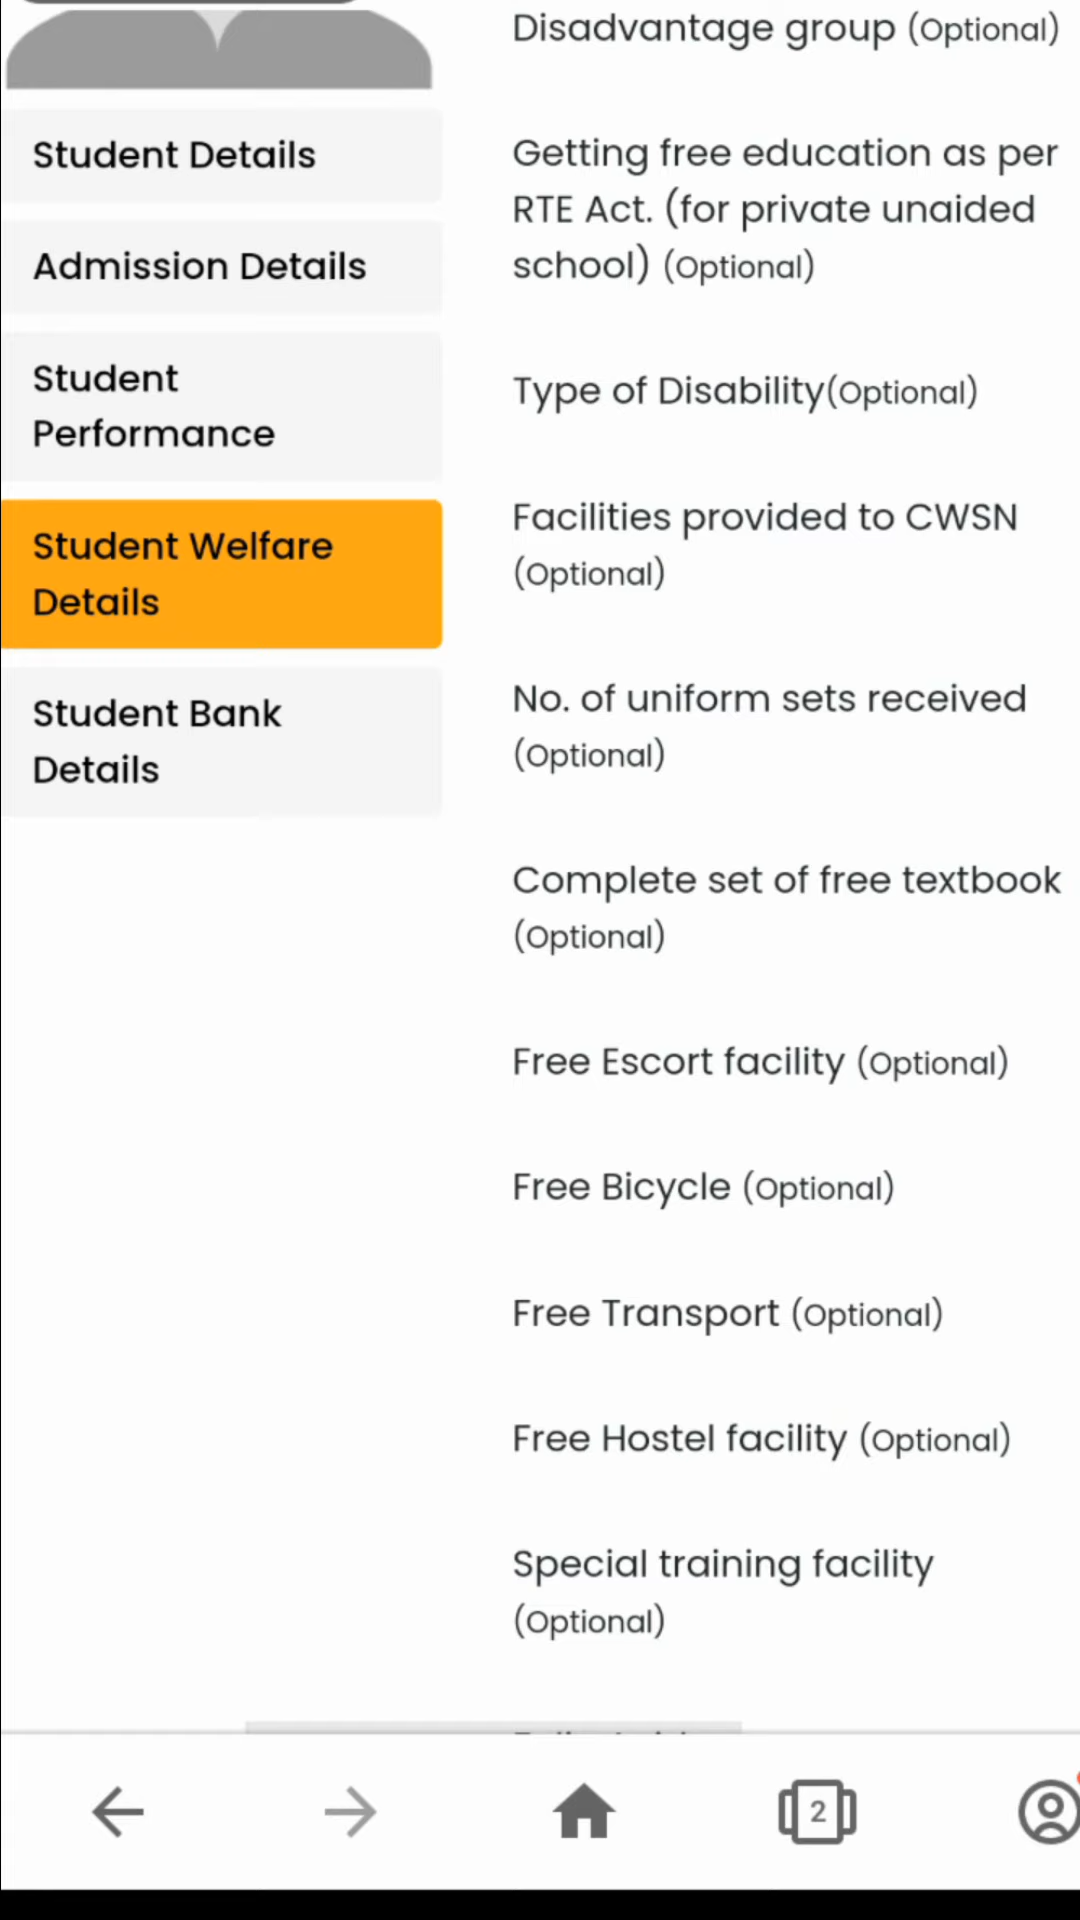 Student Details
Admission Details
Student
Performance
Student Welfare
Details
Student Bank
Details
Disadvantage group (Optional)
Getting free education as per
RTE Act. (for private unaided
school) (Optional)
Type of Disability(Optional)
Facilities provided to CWSN
(Optional)
No. of uniform sets received
(Optional)
Complete set of free textbook
(Optional)
Free Escort facility (Optional)
Free Bicycle (Optional)
Free Transport (Optional)
Free Hostel facility (Optional)
Special training facility
(Optional)
2